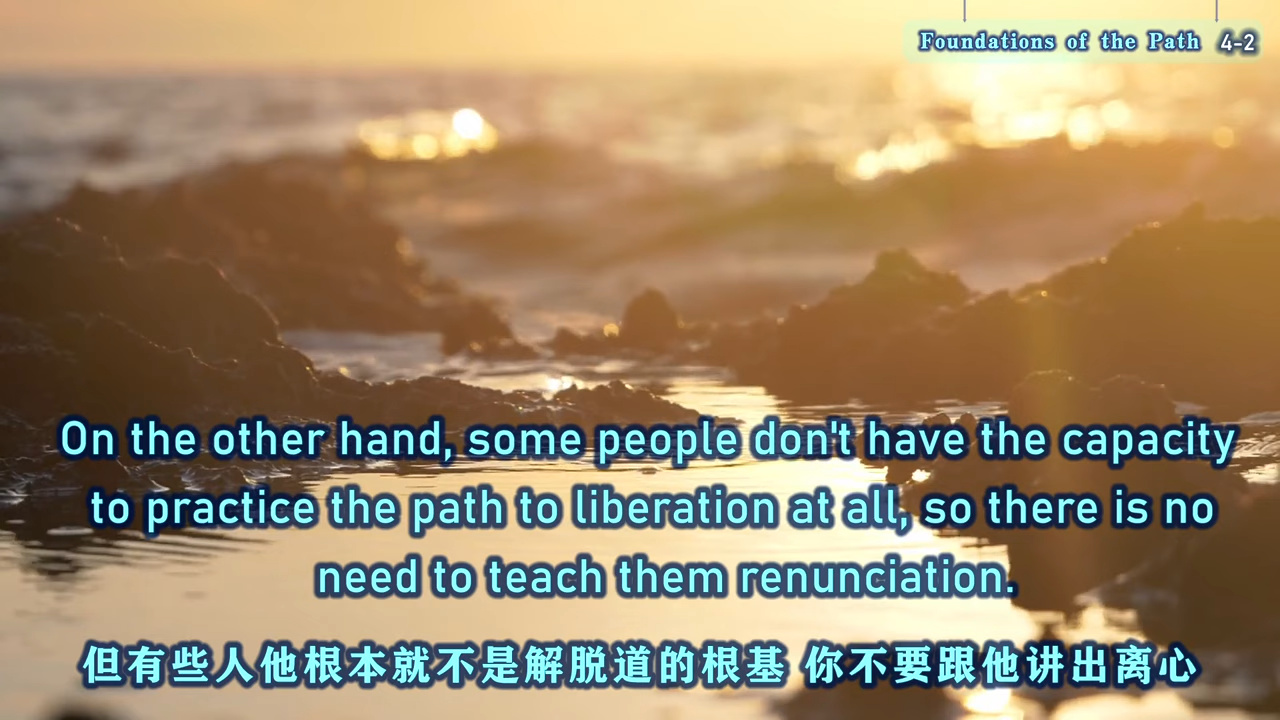 Foundations of the Path 4-2
On the other hand, some people don't have the capacity
to practice the path to liberation at all, so there is no
need to teach them renunciation.
但有些人他根本就不是解脱道的根基 你不要跟他讲出离心